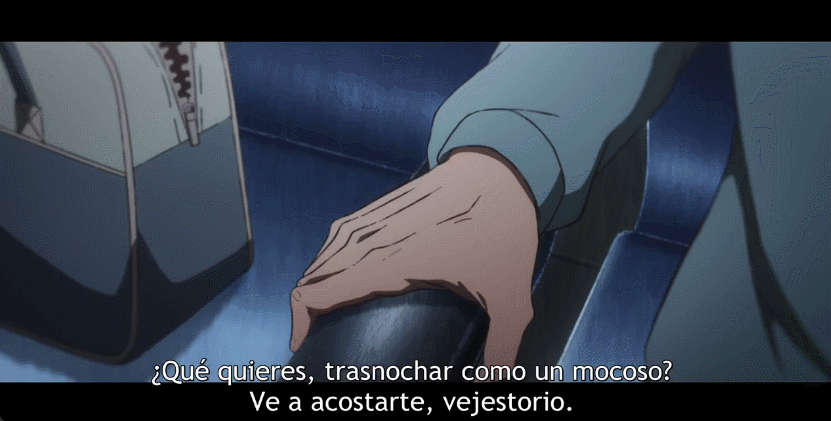 ¿Qué quieres, trasnochar como un mocoso?
Ve a acostarte, vejestorio.